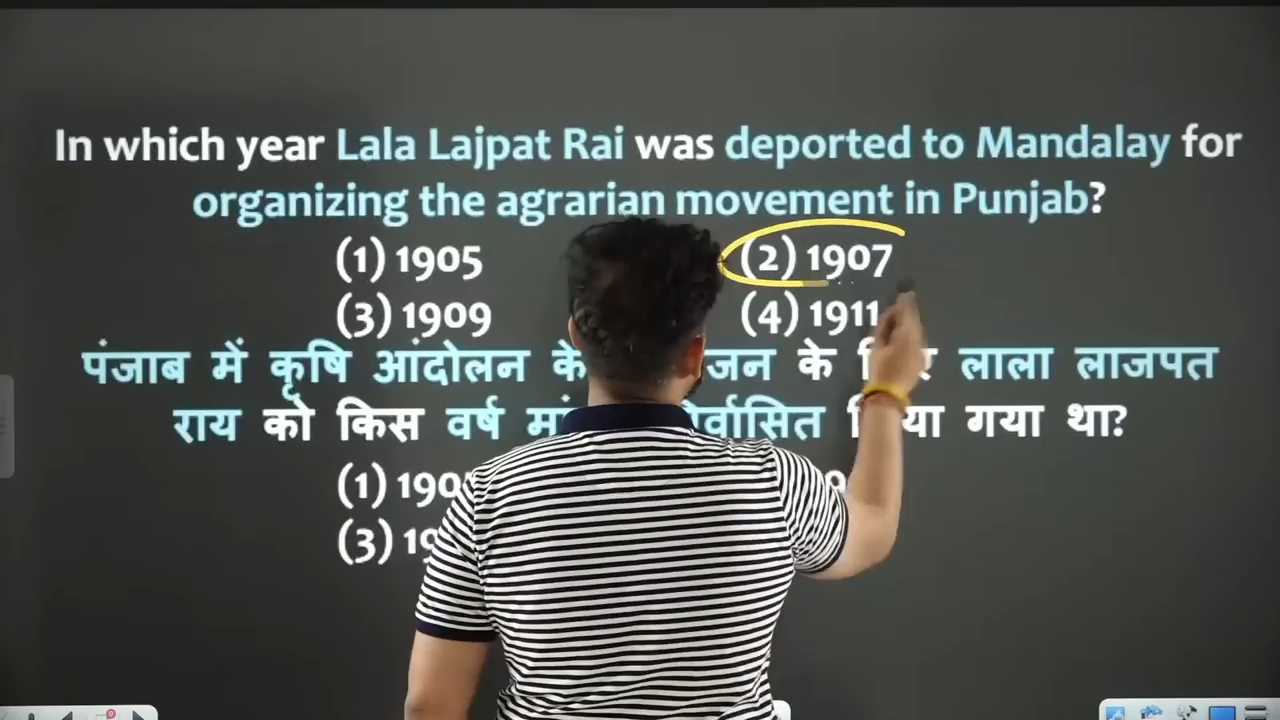 In which year Lala Lajpat Rai was deported to Mandalay for
organizing the agrarian movement in Punjab?
(1) 1905 (2) 1907
(3) 1909 (4) 1911
पंजाब में कृषि आंदोलन के के लाला लाजपत
राय को किस वर्ष गया था?
(1)
(3)